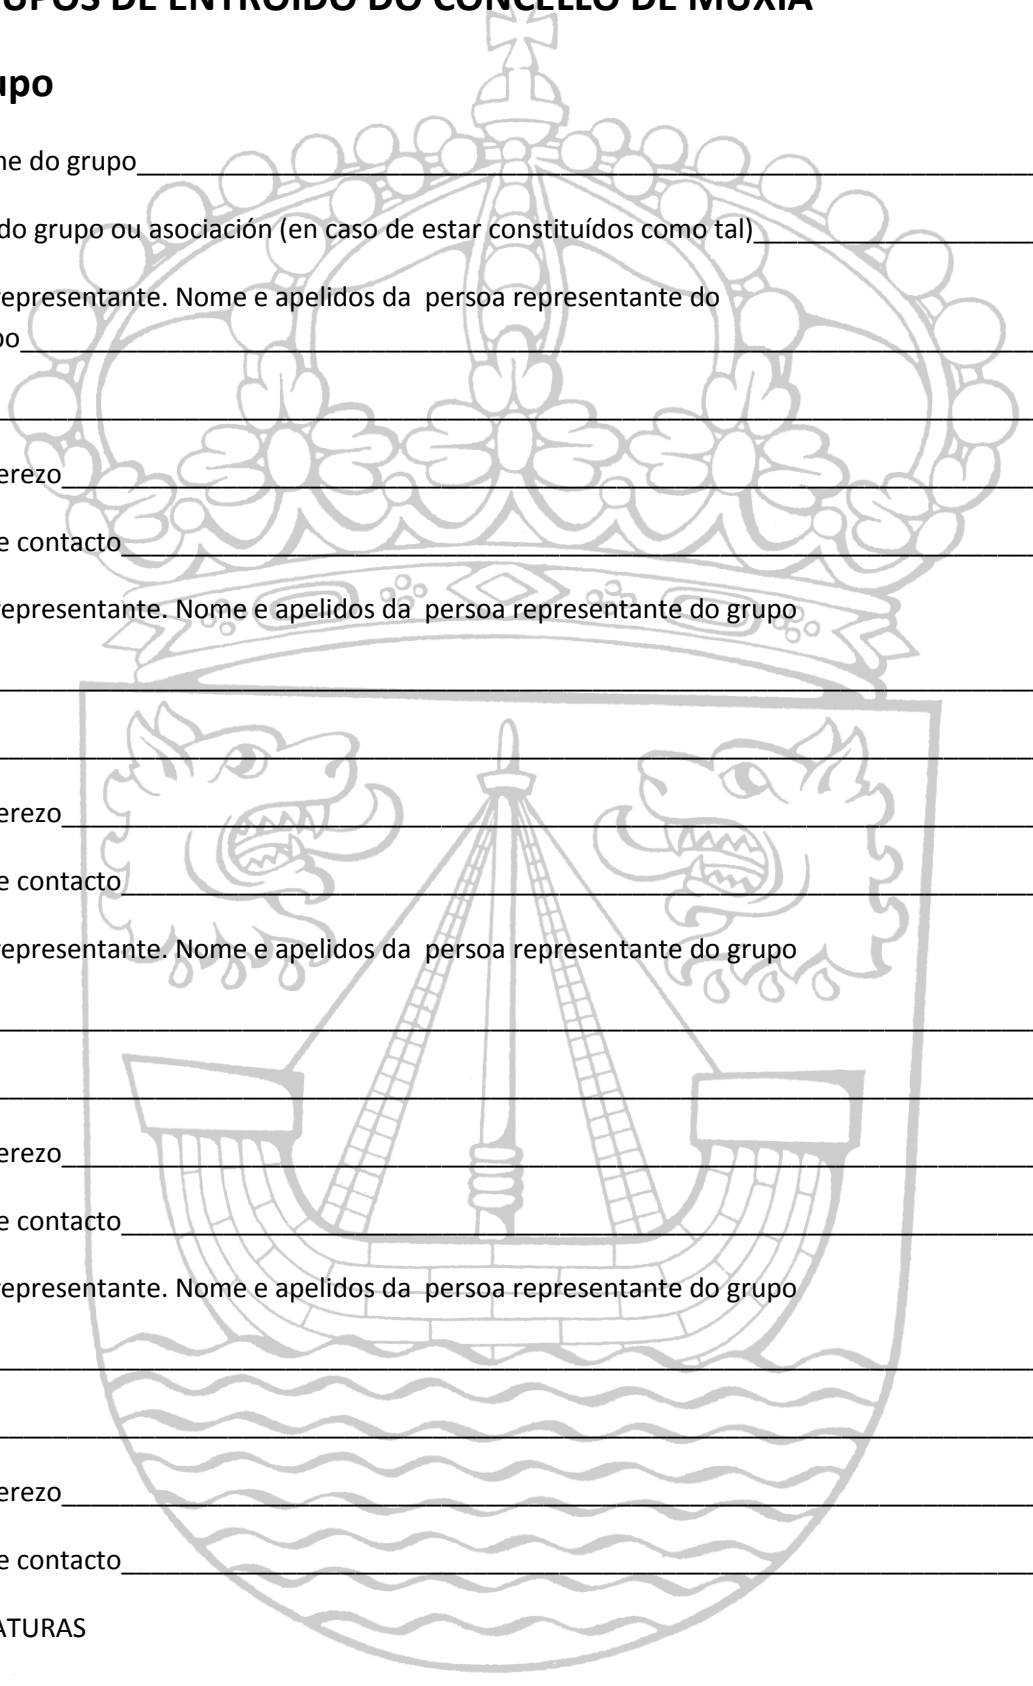 UPOS DE ENTROIDO DO CONCELLO DE MUXIA
upo
me do grupo
do grupo ou asociación (en caso de estar constituídos como tal)
representante. Nome e apelidos da persoa representante do
po
erezo
e contacto
representante. Nome e apelidos da persoa representante do grupo
erezo
e contacto
representante. Nome e apelidos da persoa representante do grupo
erezo
e contacto
representante. Nome e apelidos da persoa representante do grupo
erezo
e contacto
ATURAS